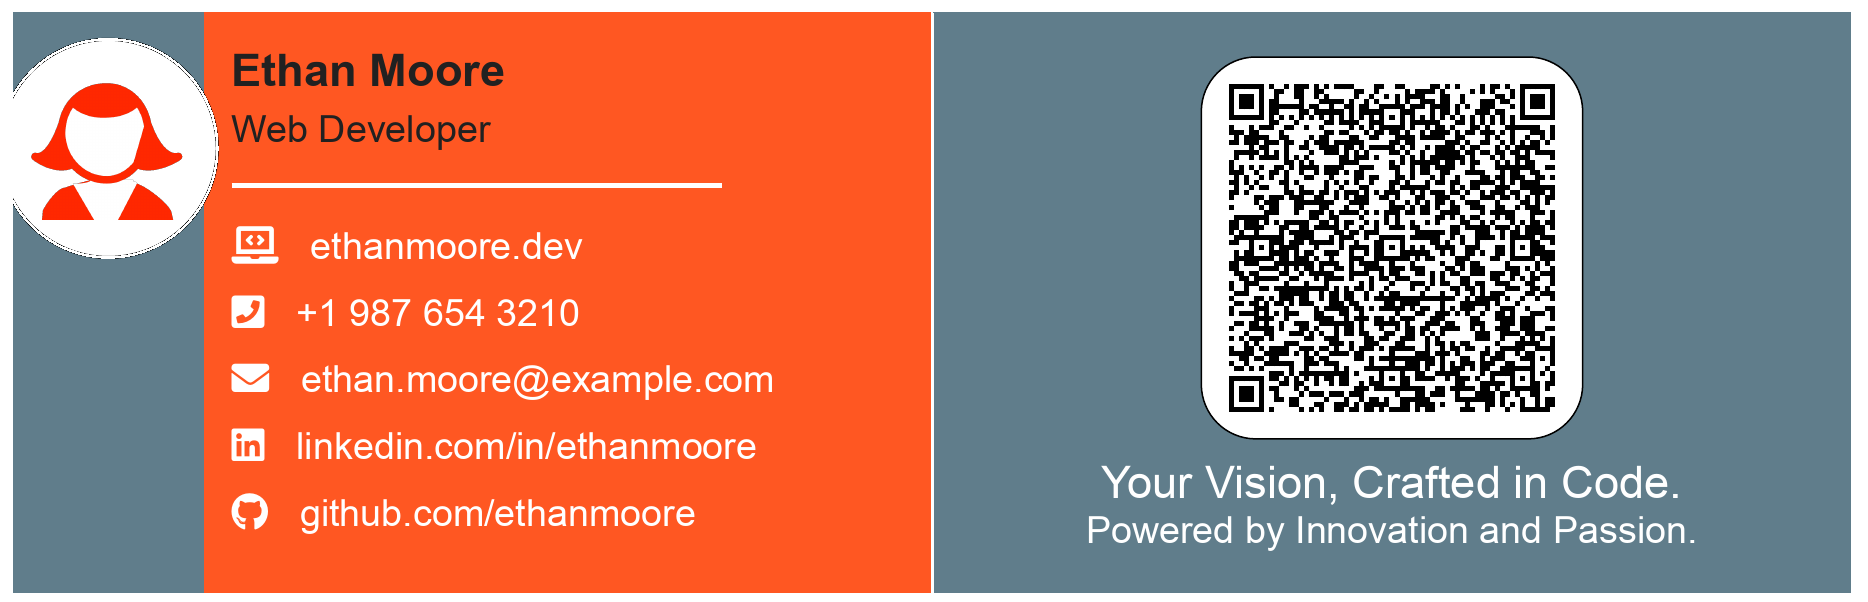 Ethan Moore
Web Developer
ethanmoore.dev
+1 987 654 3210
ethan.moore@example.com
linkedin.com/in/ethanmoore
github.com/ethanmoore
Your Vision, Crafted in Code.
Powered by Innovation and Passion.